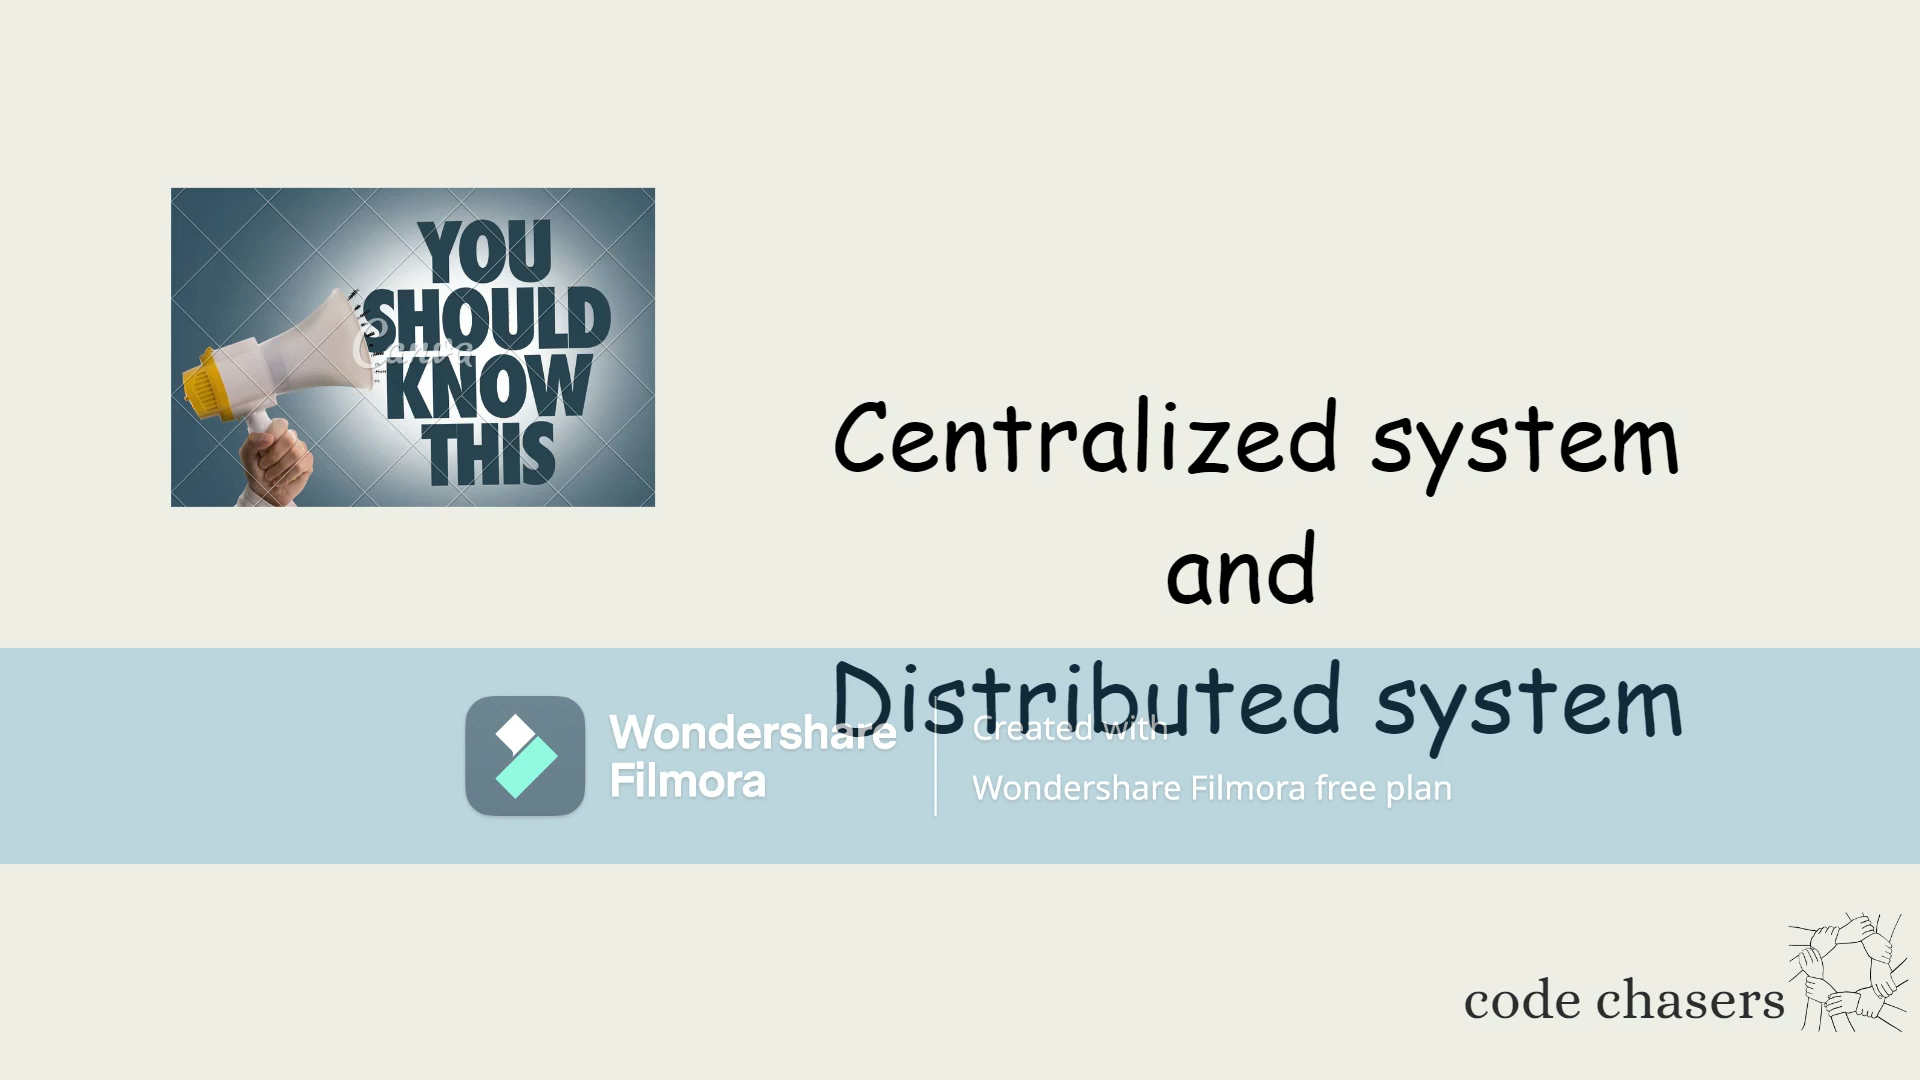 YOU
SHOULD
KNOW
THIS
Canva
Centralized system
and
Distributed system
Wondershare
Filmora
Created with
Wondershare Filmora free plan
code chasers